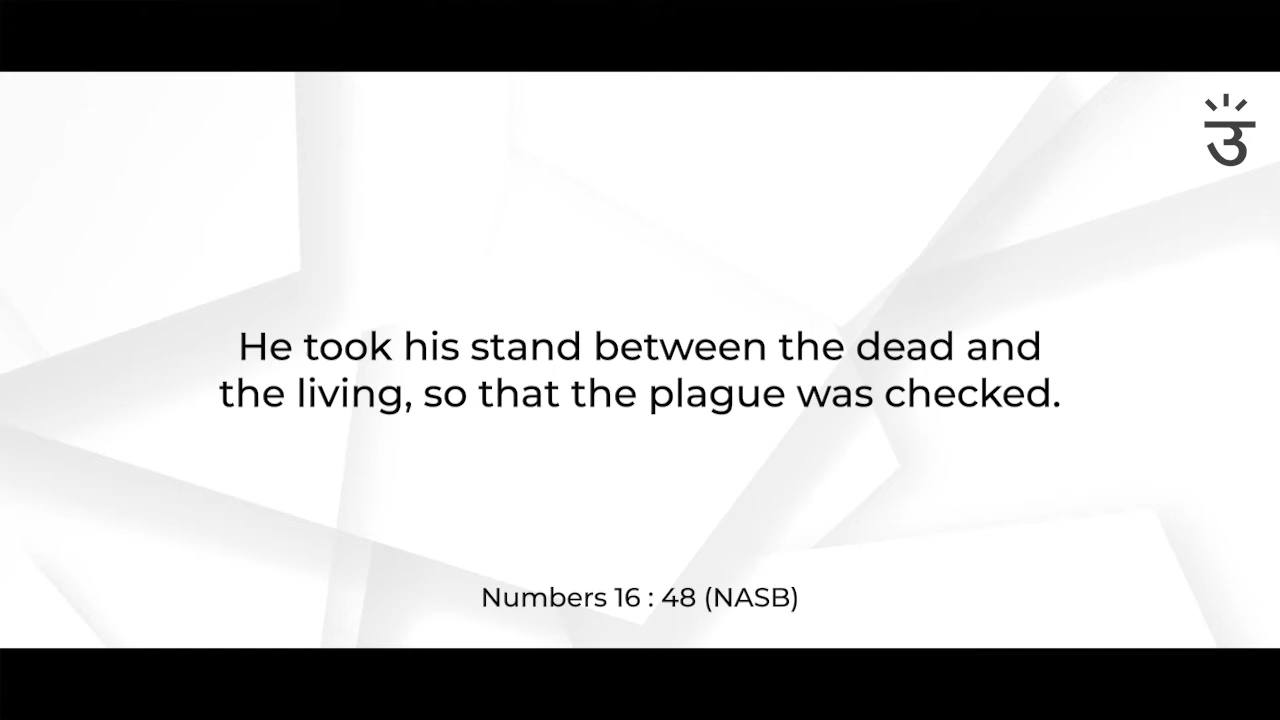 उ
He took his stand between the dead and
the living, so that the plague was checked.
Numbers 16 : 48 (NASB)